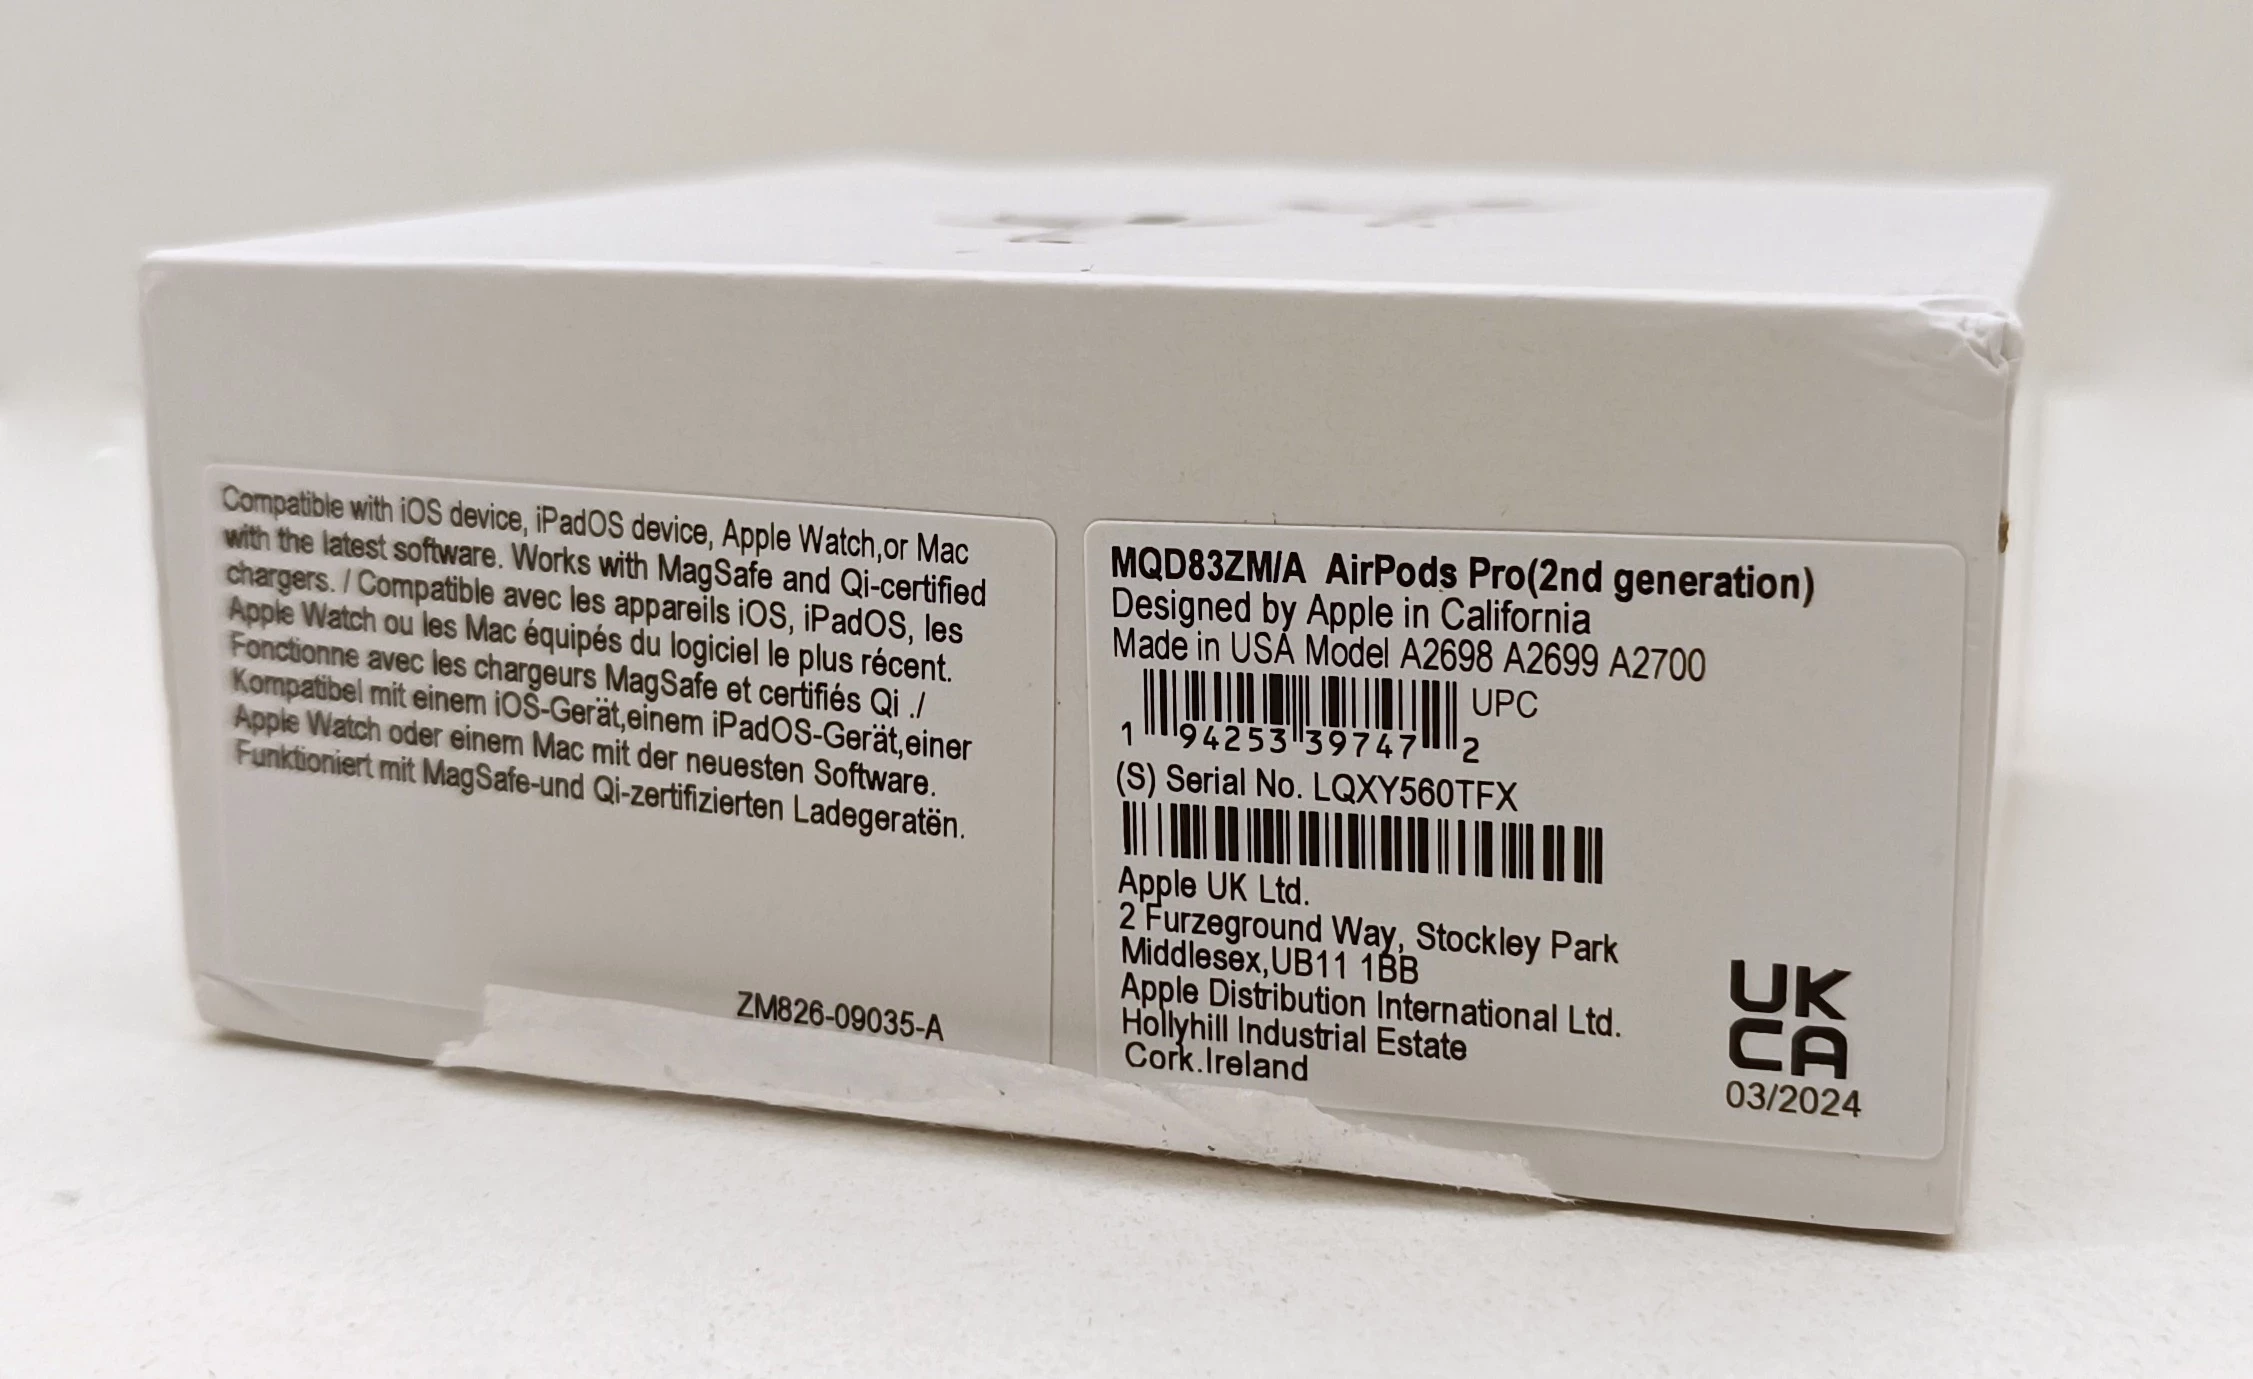 Compatible with iOS device, iPadOS device, Apple Watch,or Mac
with the latest software. Works with MagSafe and Qi-certified
chargers. / Compatible avec les appareils iOS, iPadOS, les
Apple Watch ou les Mac équipés du logiciel le plus récent.
Fonctionne avec les chargeurs MagSafe et certifiés Qi ./
Kompatibel mit einem iOS-Gerät,einem iPadOS-Gerät,einer
Apple Watch oder einem Mac mit der neuesten Software.
Funktioniert mit MagSafe-und Qi-zertifizierten Ladegeratën.
ZM826-09035-A
MQD83ZM/A AirPods Pro(2nd generation)
Designed by Apple in California
Made in USA Model A2698 A2699 A2700
UPC
1 94253 39747 2
(S) Serial No. LQXY560TFX
Apple UK Ltd.
2 Furzeground Way, Stockley Park
Middlesex,UB11 1BB
Apple Distribution International Ltd.
Hollyhill Industrial Estate
Cork.Ireland
UK
CA
03/2024